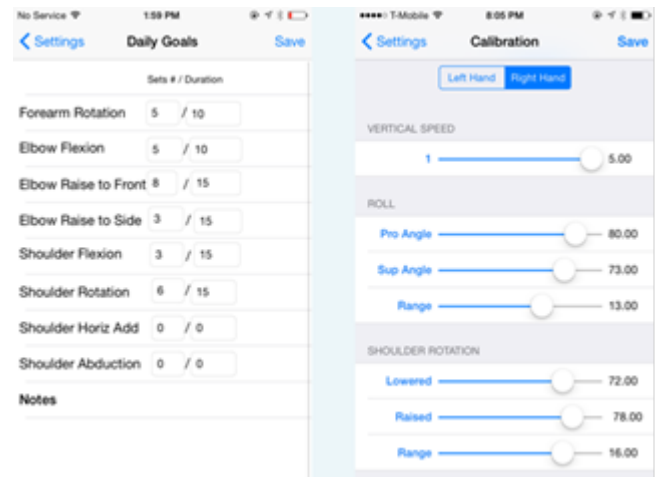 No Service 1:59 PM
Settings Daily Goals Save
Sets # / Duration
Forearm Rotation 5 / 10
Elbow Flexion 5 / 10
Elbow Raise to Front 8 / 15
Elbow Raise to Side 3 / 15
Shoulder Flexion 3 / 15
Shoulder Rotation 6 / 15
Shoulder Horiz Add 0 / 0
Shoulder Abduction 0 / 0
Notes
T-Mobile 8:05 PM
Settings Calibration Save
Left Hand Right Hand
VERTICAL SPEED
1 5.00
ROLL
Pro Angle 80.00
Sup Angle 73.00
Range 13.00
SHOULDER ROTATION
Lowered 72.00
Raised 78.00
Range 16.00